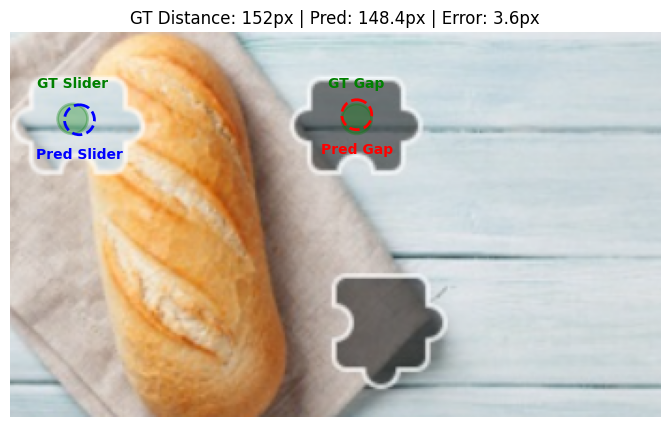 GT Distance: 152px | Pred: 148.4px | Error: 3.6px
GT Slider
GT Gap
Pred Slider
Pred Gap